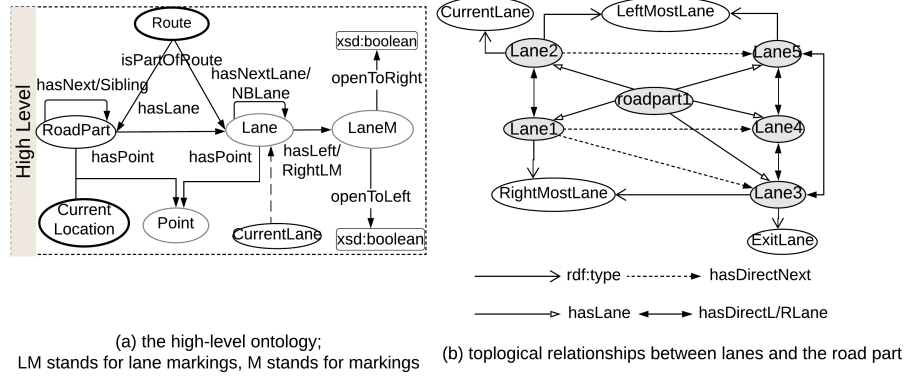 High Level
Route
isPartOfRoute
hasNext/Sibling
hasLane
hasNextLane/
NBLane
xsd:boolean
openToRight
RoadPart
Lane
LaneM
hasPoint
hasPoint
hasLeft/
RightLM
openToLeft
Current
Location
Point
CurrentLane
xsd:boolean
(a) the high-level ontology;
LM stands for lane markings, M stands for markings
CurrentLane
LeftMostLane
Lane2
Lane5
roadpart1
Lane1
Lane4
RightMostLane
Lane3
ExitLane
rdf:type
hasDirectNext
hasLane
hasDirectL/RLane
(b) toplogical relationships between lanes and the road part